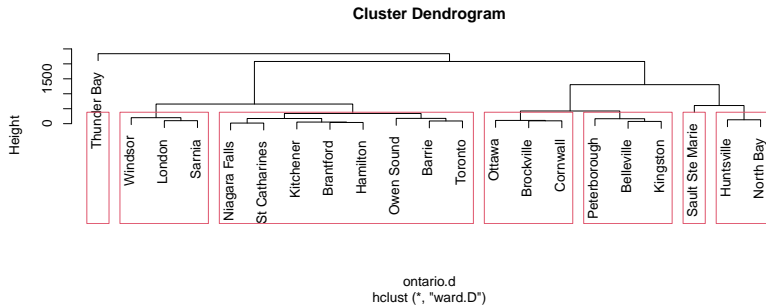 Cluster Dendrogram
Height
0
1500
Thunder Bay
Windsor
London
Sarnia
Niagara Falls
St Catharines
Kitchener
Brantford
Hamilton
Owen Sound
Barrie
Toronto
Ottawa
Brockville
Cornwall
Peterborough
Belleville
Kingston
Sault Ste Marie
Huntsville
North Bay
ontario.d
hclust (*, "ward.D")